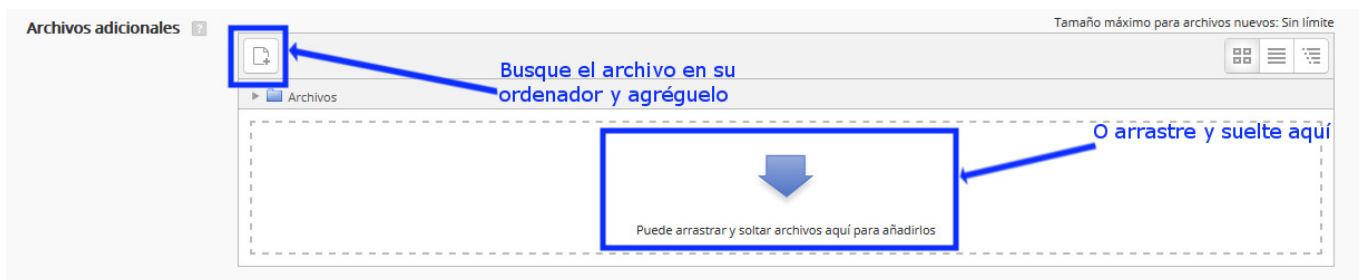 Tamaño máximo para archivos nuevos: Sin límite
Archivos adicionales ?
Busque el archivo en su
ordenador y agréguelo
Archivos
O arrastre y suelte aquí
Puede arrastrar y soltar archivos aquí para añadirlos